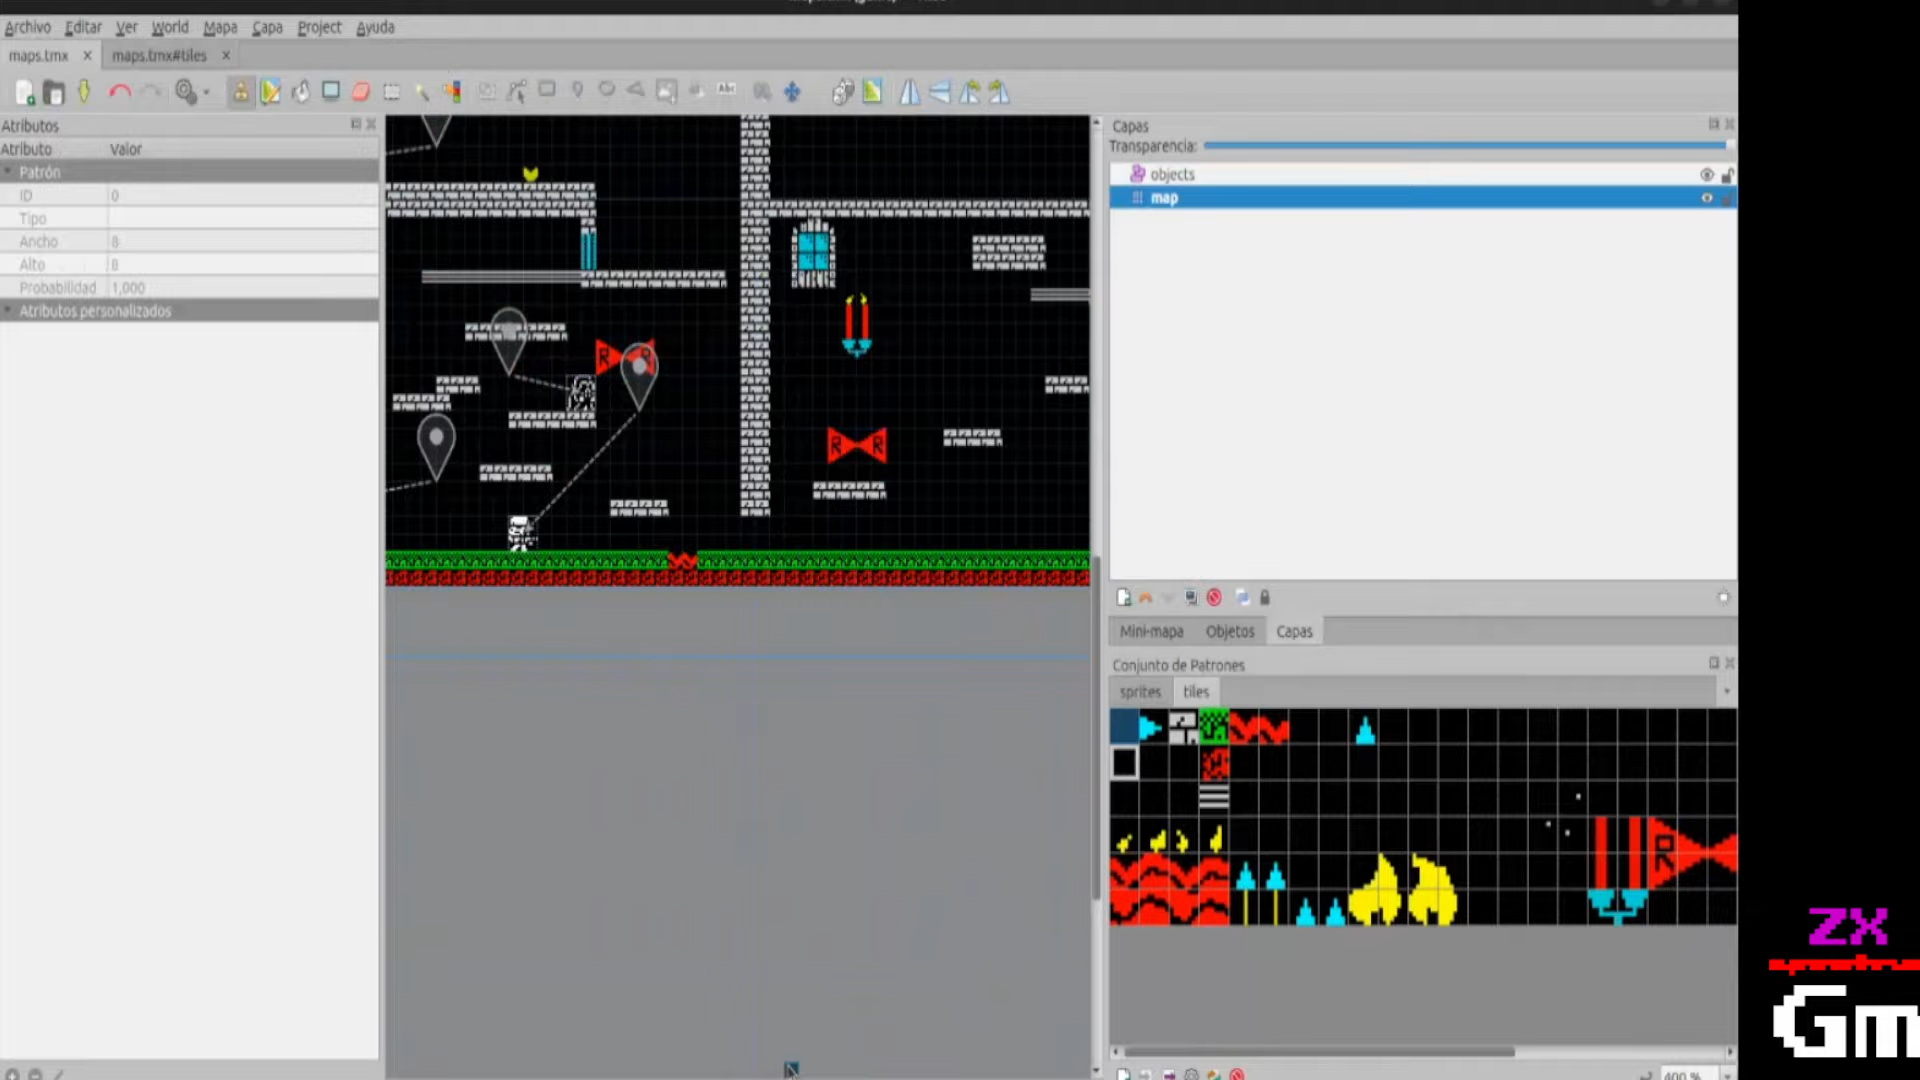 Archivo Editar Ver World Mapa Capa Project Ayuda
maps.tmx × maps.tmx#tiles ×
Abc
Atributos
Atributo Valor
Patrón
ID 0
Tipo
Ancho 8
Alto 8
Probabilidad 1,000
Atributos personalizados
R R
R R
Capas
Transparencia:
objects
map
Mini-mapa Objetos Capas
Conjunto de Patrones
sprites tiles
R
400 %
ZX
Gm